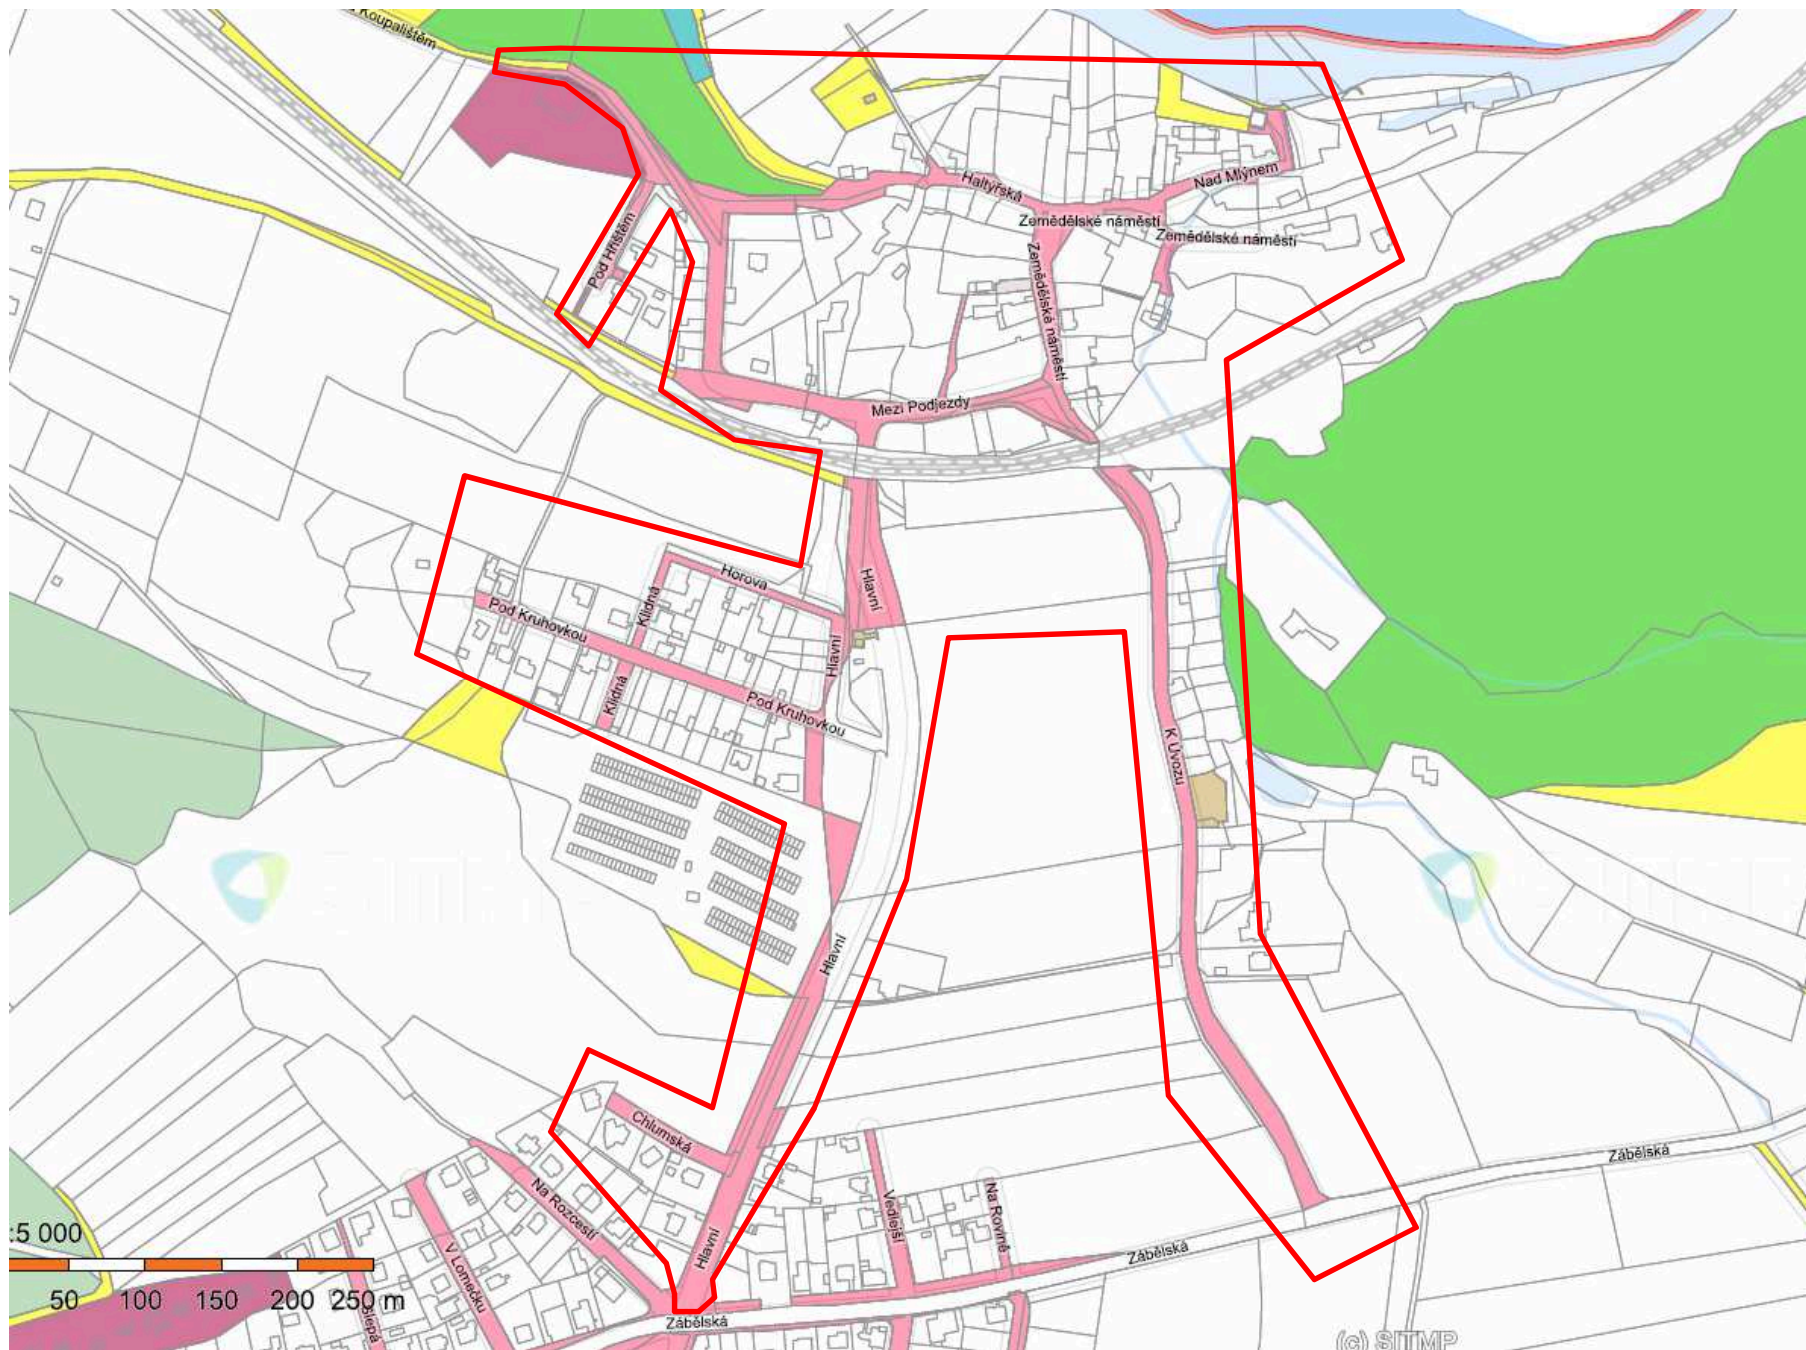 Koupalištěm
Haltýřská
Nad Mlýnem
Zemědělské náměstí
Zemědělské náměstí
Pod Hřištěm
Zemědělské náměstí
Mezi Podjezdy
Horova
Hlavní
Klidná
Pod Kruhovkou
Hlavní
Klidná
Pod Kruhovkou
K Úvozu
Hlavní
Chlumská
Zábělská
Na Rozcestí
Vedlejší
Na Rovině
Hlavní
V Lomečku
Zábělská
:5 000
50 100 150 200 250 m
Slepá
Zábělská
(c) SITMP